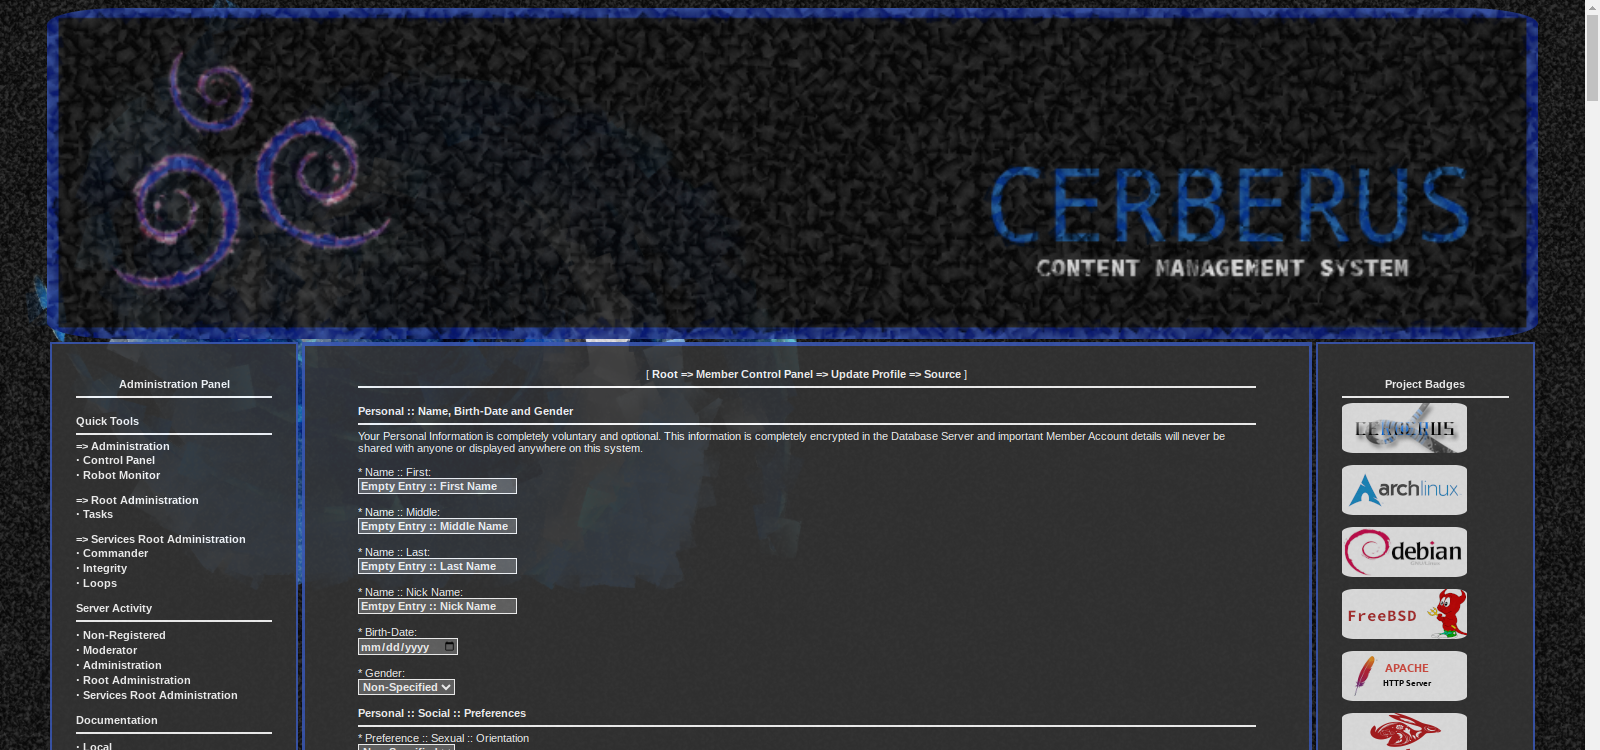 CERBERUS
CONTENT MANAGEMENT SYSTEM
Administration Panel
Quick Tools
=> Administration
· Control Panel
· Robot Monitor
=> Root Administration
· Tasks
=> Services Root Administration
· Commander
· Integrity
· Loops
Server Activity
· Non-Registered
· Moderator
· Administration
· Root Administration
· Services Root Administration
Documentation
· Local
[ Root => Member Control Panel => Update Profile => Source ]
Personal :: Name, Birth-Date and Gender
Your Personal Information is completely voluntary and optional. This information is completely encrypted in the Database Server and important Member Account details will never be
shared with anyone or displayed anywhere on this system.
* Name :: First:
Empty Entry :: First Name
* Name :: Middle:
Empty Entry :: Middle Name
* Name :: Last:
Empty Entry :: Last Name
* Name :: Nick Name:
Emtpy Entry :: Nick Name
* Birth-Date:
mm/dd/yyyy
* Gender:
Non-Specified
Personal :: Social :: Preferences
* Preference :: Sexual :: Orientation
Non-Specified
Project Badges
CERBERUS
archlinux
debian
FreeBSD
APACHE
HTTP Server